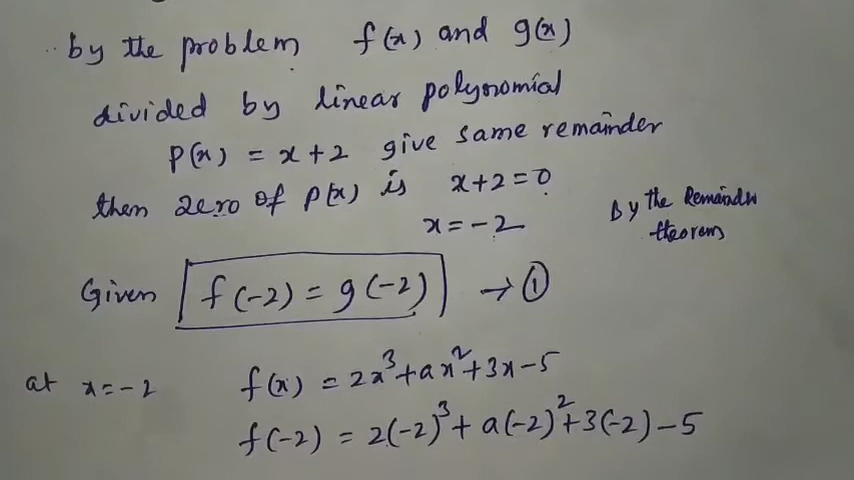 by the problem f(x) and g(x)
divided by linear polynomial
P(x) = x+2 give same remainder
then zero of P(x) is x+2=0
x=-2
By the Remainder
theorem
Given f(-2) = g(-2) → ①
at x=-2 f(x) = 2x³+ax²+3x-5
f(-2) = 2(-2)³+a(-2)²+3(-2)-5